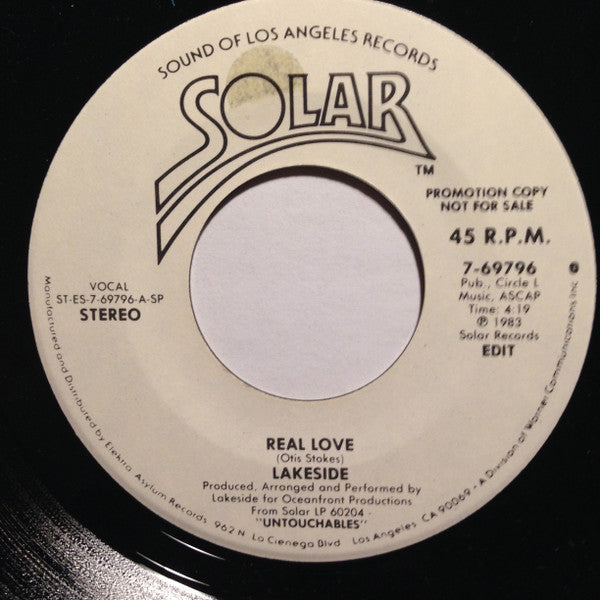 SOUND OF LOS ANGELES RECORDS
SOLAR
TM
PROMOTION COPY
NOT FOR SALE
45 R.P.M.
7-69796
Pub., Circle L
Music, ASCAP
Time: 4:19
℗ 1983
Solar Records
EDIT
VOCAL
ST-ES-7-69796-A-SP
STEREO
REAL LOVE
(Otis Stokes)
LAKESIDE
Produced, Arranged and Performed by
Lakeside for Oceanfront Productions
From Solar LP 60204 -
"UNTOUCHABLES"
Manufactured and Distributed by Elektra Asylum Records 962 N. La Cienega Blvd Los Angeles CA 90069 - A Division of Warner Communications Inc